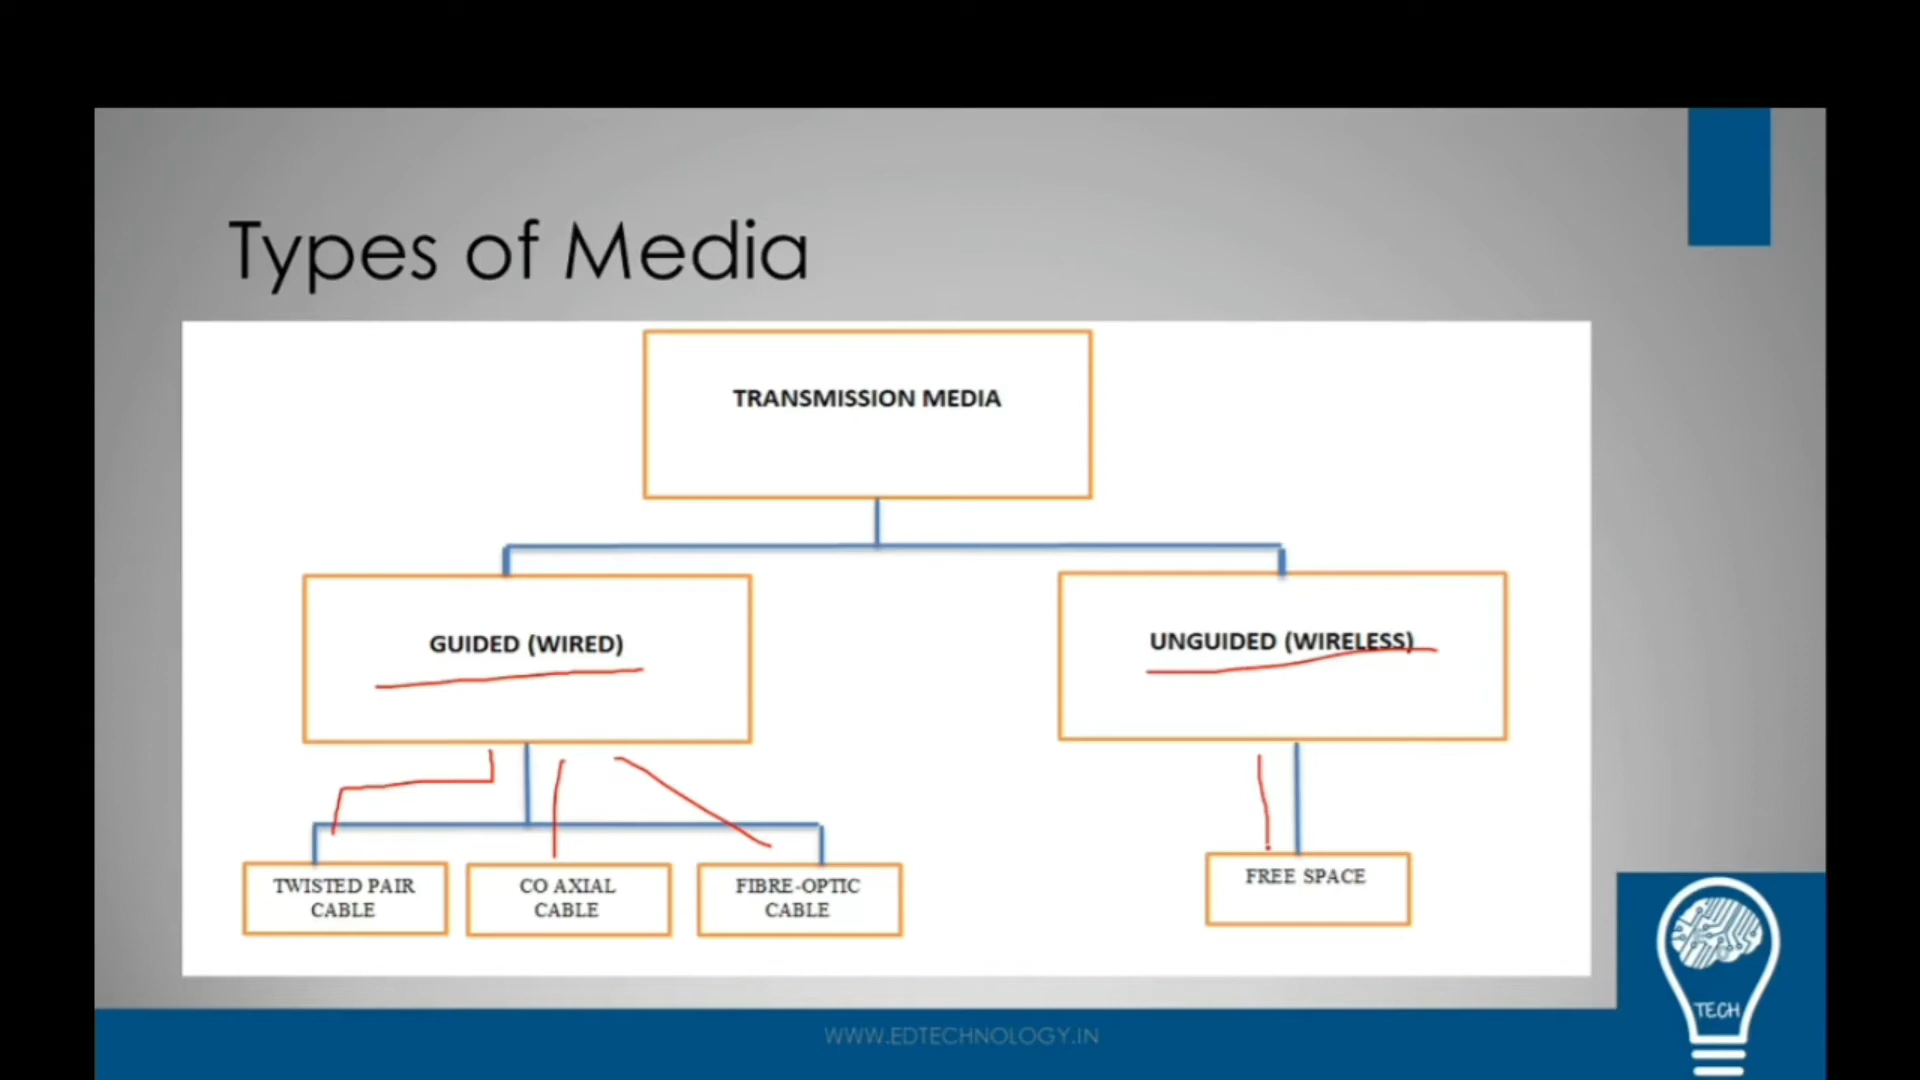 Types of Media
TRANSMISSION MEDIA
GUIDED (WIRED)
UNGUIDED (WIRELESS)
TWISTED PAIR
CABLE
CO AXIAL
CABLE
FIBRE-OPTIC
CABLE
FREE SPACE
TECH
WWW.EDTECHNOLOGY.IN